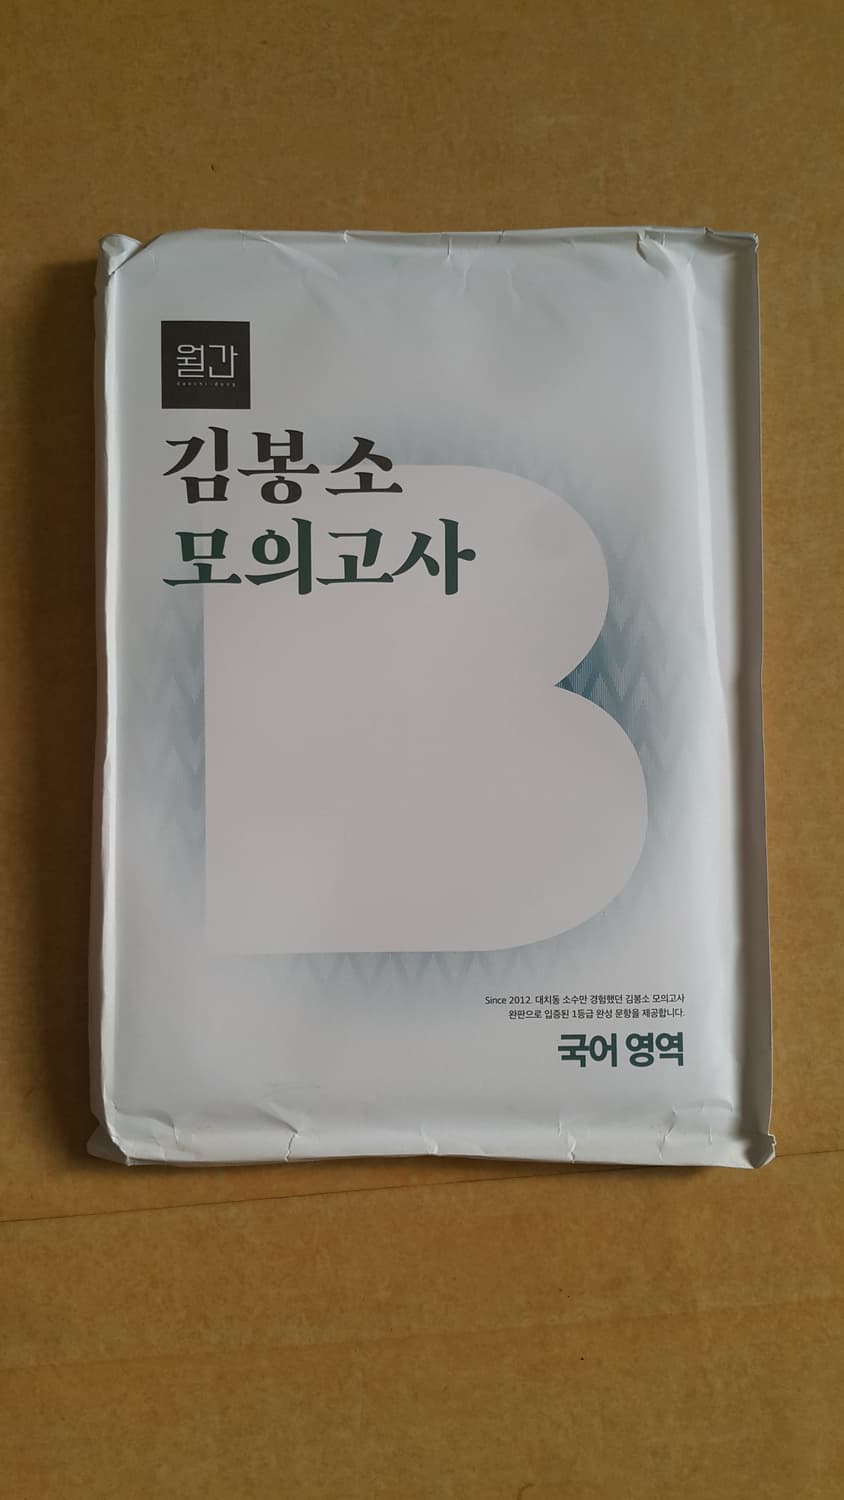 월간
daechi-dong
김봉소
모의고사
Since 2012. 대치동 소수만 경험했던 김봉소 모의고사
완판으로 입증된 1등급 완성 문항을 제공합니다.
국어 영역